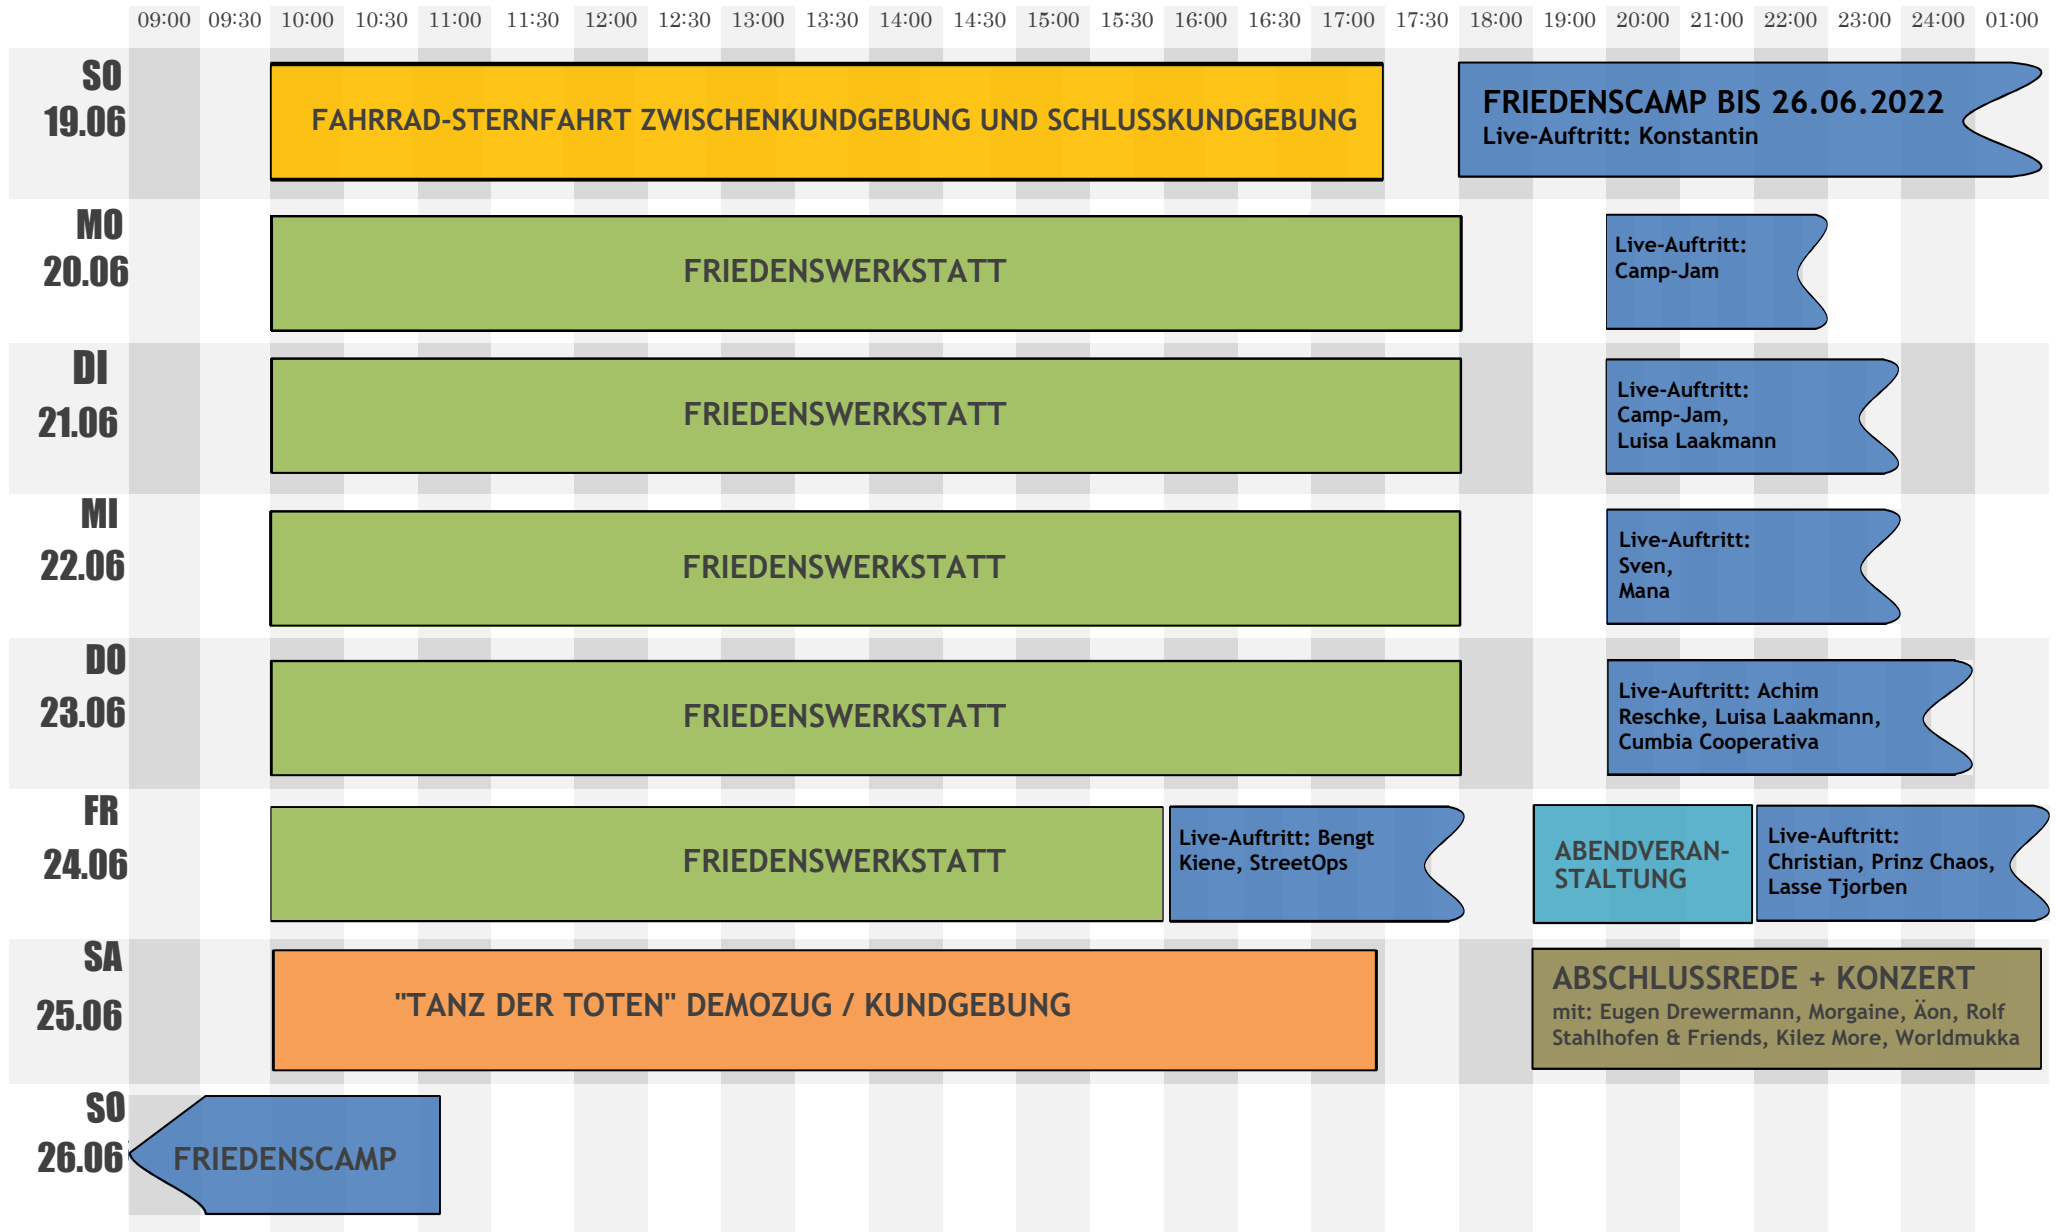 09:00 09:30 10:00 10:30 11:00 11:30 12:00 12:30 13:00 13:30 14:00 14:30 15:00 15:30 16:00 16:30 17:00 17:30 18:00 19:00 20:00 21:00 22:00 23:00 24:00 01:00
SO
19.06
FAHRRAD-STERNFAHRT ZWISCHENKUNDGEBUNG UND SCHLUSSKUNDGEBUNG
FRIEDENSCAMP BIS 26.06.2022
Live-Auftritt: Konstantin
MO
20.06
FRIEDENSWERKSTATT
Live-Auftritt:
Camp-Jam
DI
21.06
FRIEDENSWERKSTATT
Live-Auftritt:
Camp-Jam,
Luisa Laakmann
MI
22.06
FRIEDENSWERKSTATT
Live-Auftritt:
Sven,
Mana
DO
23.06
FRIEDENSWERKSTATT
Live-Auftritt: Achim
Reschke, Luisa Laakmann,
Cumbia Cooperativa
FR
24.06
FRIEDENSWERKSTATT
Live-Auftritt: Bengt
Kiene, StreetOps
ABENDVERAN-
STALTUNG
Live-Auftritt:
Christian, Prinz Chaos,
Lasse Tjorben
SA
25.06
"TANZ DER TOTEN" DEMOZUG / KUNDGEBUNG
ABSCHLUSSREDE + KONZERT
mit: Eugen Drewermann, Morgaine, Äon, Rolf
Stahlhofen & Friends, Kilez More, Worldmukka
SO
26.06
FRIEDENSCAMP